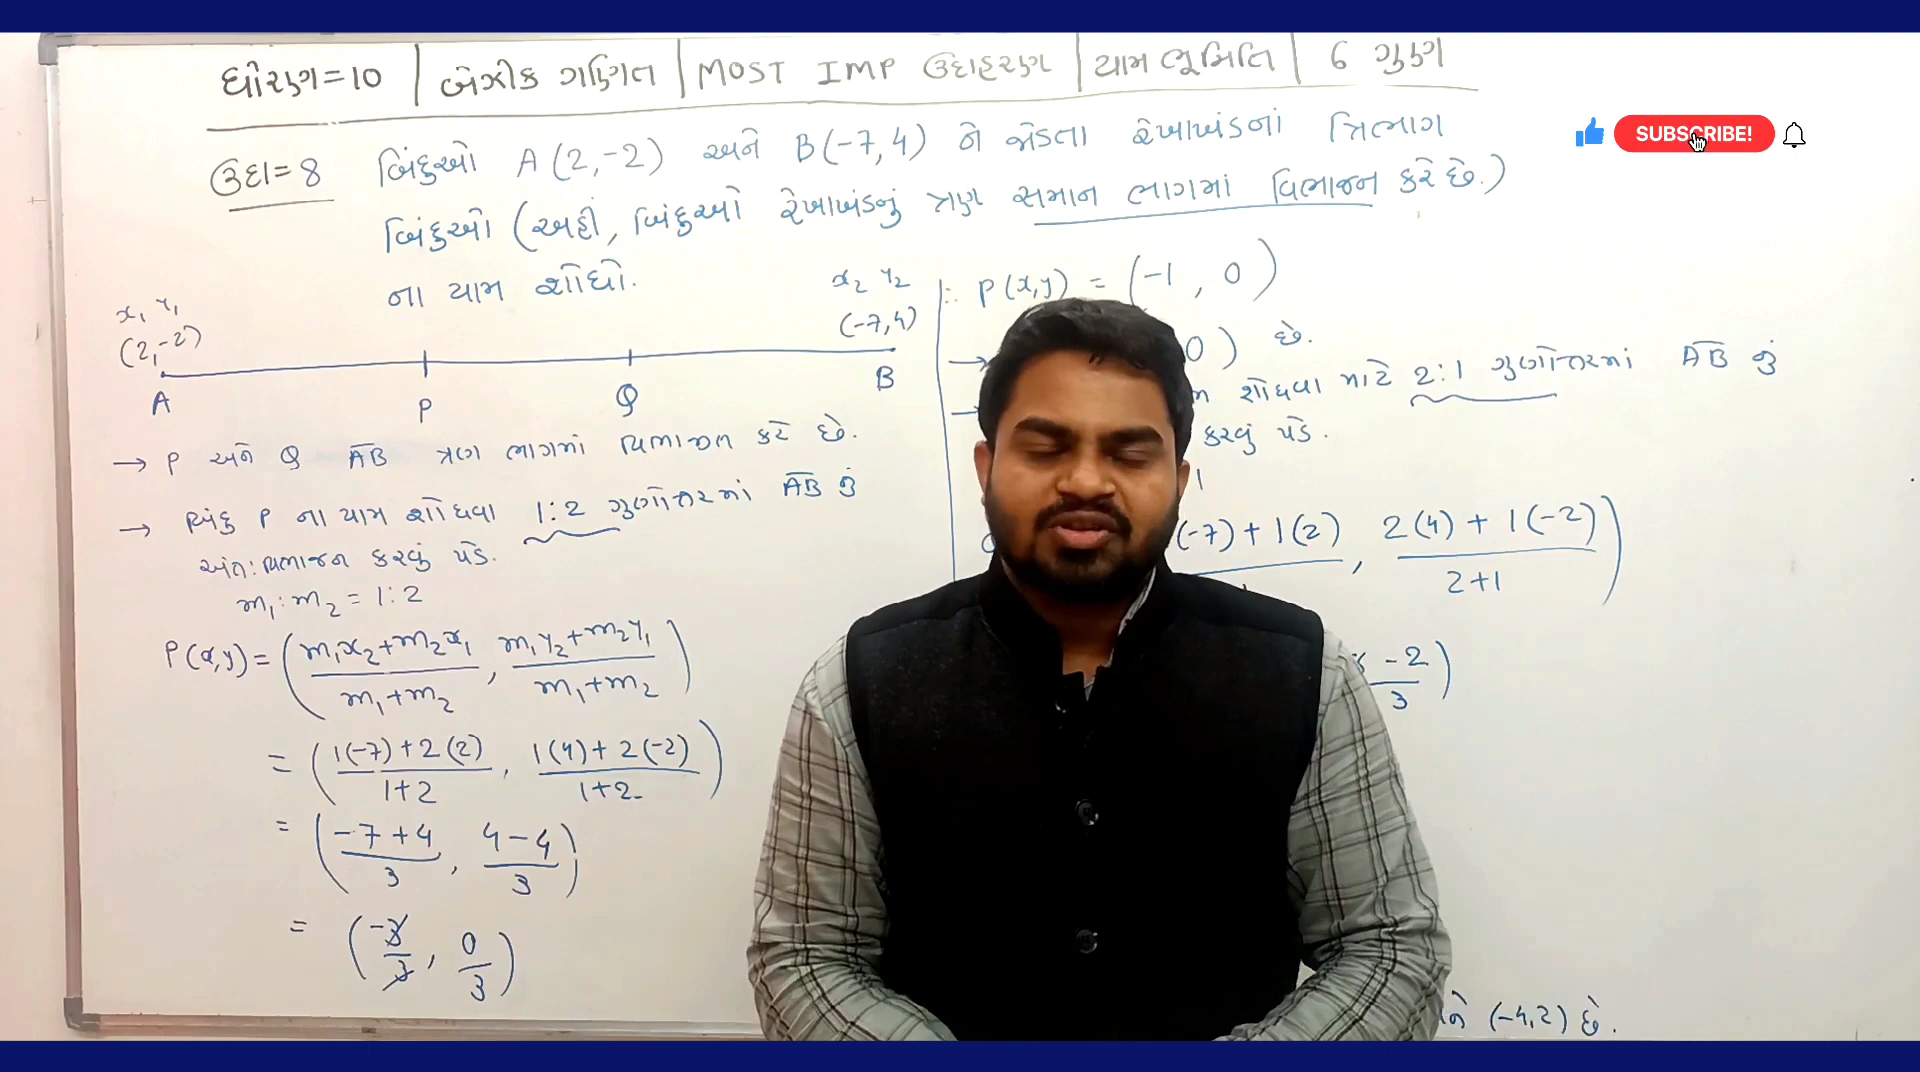 ધોરણ=10 | બેઝીક ગણિત | MOST IMP ઉદાહરણ | યામ ભૂમિતિ | 6 ગુણ
SUBSCRIBE!
ઉદા=8 બિંદુઓ A(2,-2) અને B(-7,4) ને જોડતા રેખાખંડનાં ત્રિભાગ
બિંદુઓ (અહી, બિંદુઓ રેખાખંડનું ત્રણ સમાન ભાગમાં વિભાજન કરે છે.)
ના યામ શોધો.
x₁ y₁
(2,-2)
x₂ y₂
(-7,4)
A P Q B
→ P અને Q AB ત્રણ ભાગમાં વિભાજીત કરે છે.
→ બિંદુ P ના યામ શોધવા 1:2 ગુણોત્તરમાં AB નું
અંત:વિભાજન કરવું પડે.
m₁:m₂ = 1:2
P(x,y) = (m₁x₂+m₂x₁/m₁+m₂, m₁y₂+m₂y₁/m₁+m₂)
= (1(-7)+2(2)/1+2, 1(4)+2(-2)/1+2)
= (-7+4/3, 4-4/3)
= (-3/3, 0/3)
∴ P(x,y) = (-1, 0)
→ 0) છે.
→ શોધવા માટે 2:1 ગુણોત્તરમાં AB નું
કરવું પડે.
1
(-7)+1(2) , 2(4)+1(-2)/2+1)
-2/3)
(-4,2) છે.